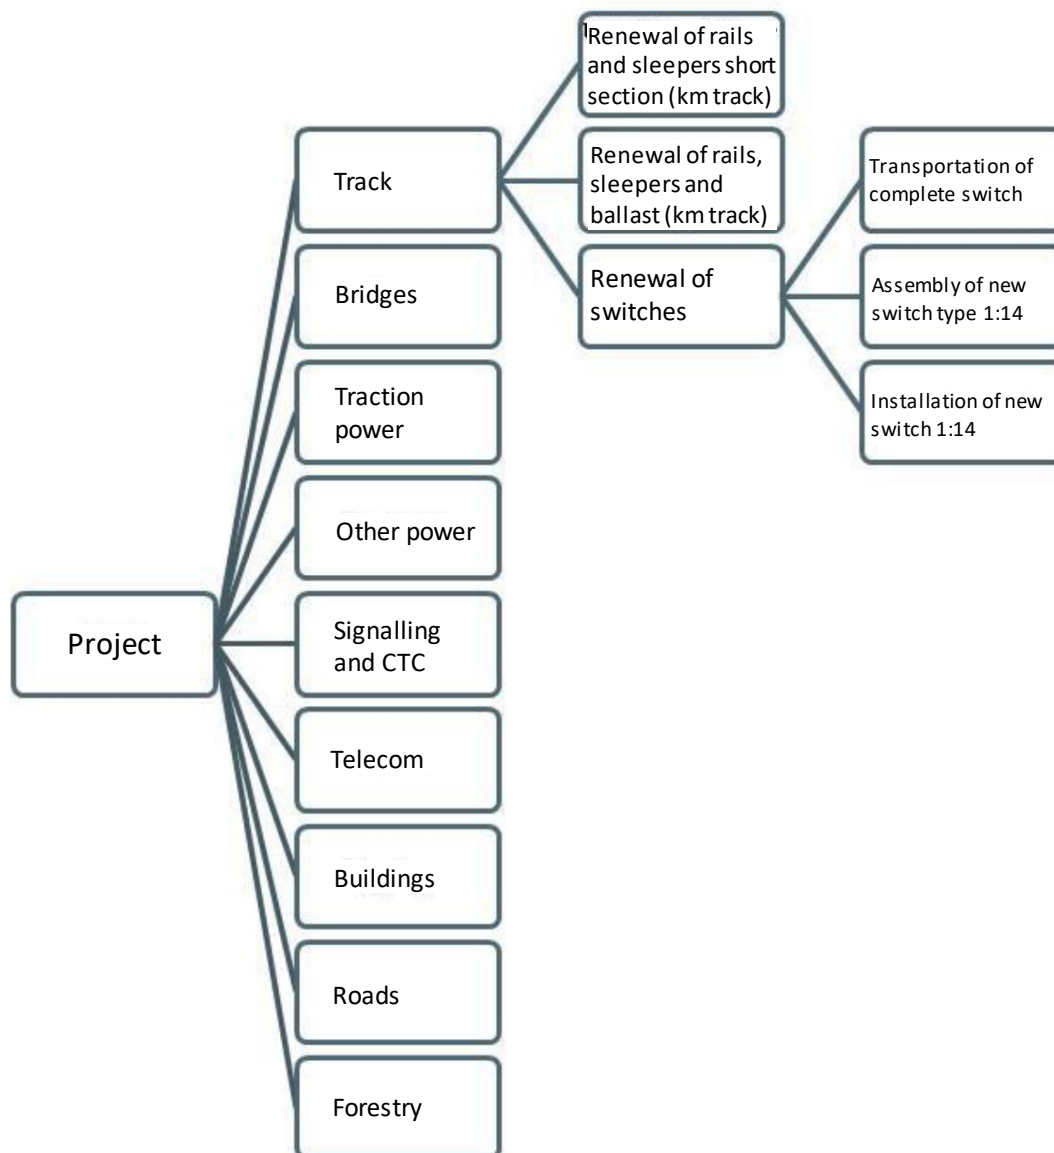 Renewal of rails
and sleepers short
section (km track)
Track
Renewal of rails,
sleepers and
ballast (km track)
Transportation of
complete switch
Bridges
Renewal of
switches
Assembly of new
switch type 1:14
Traction
power
Installation of new
switch 1:14
Other power
Project
Signalling
and CTC
Telecom
Buildings
Roads
Forestry